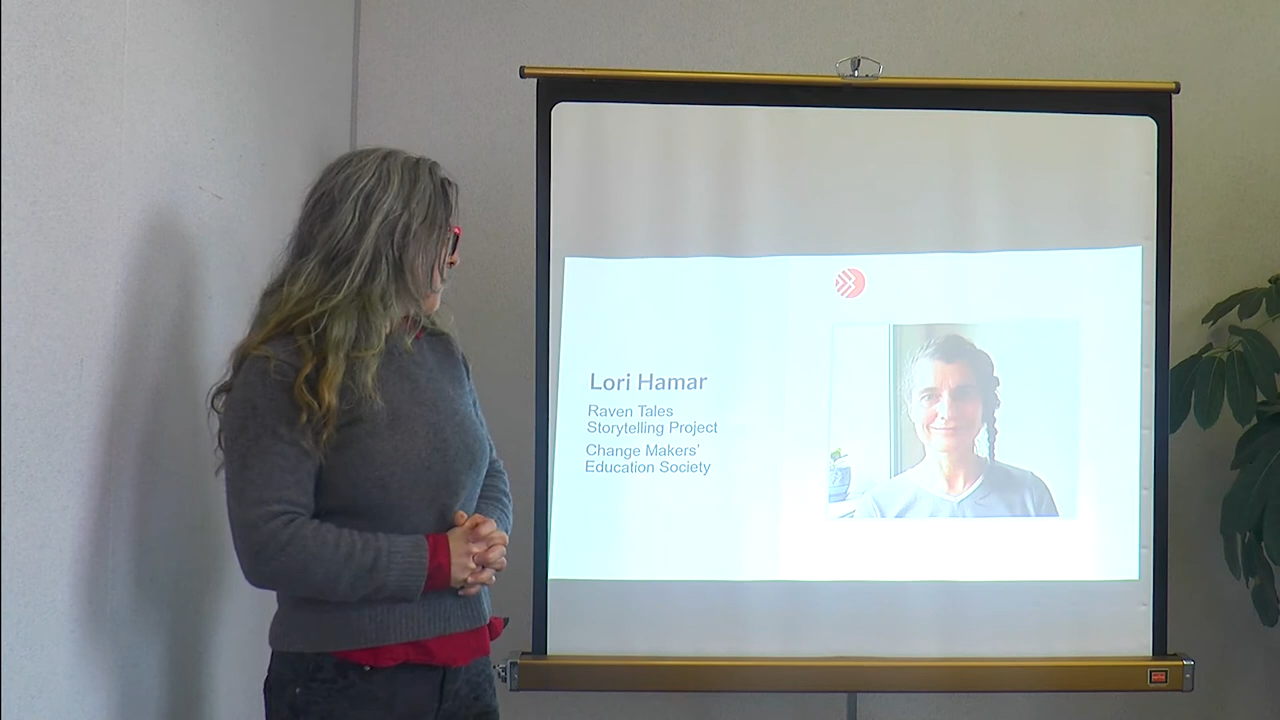 Lori Hamar
Raven Tales
Storytelling Project
Change Makers'
Education Society